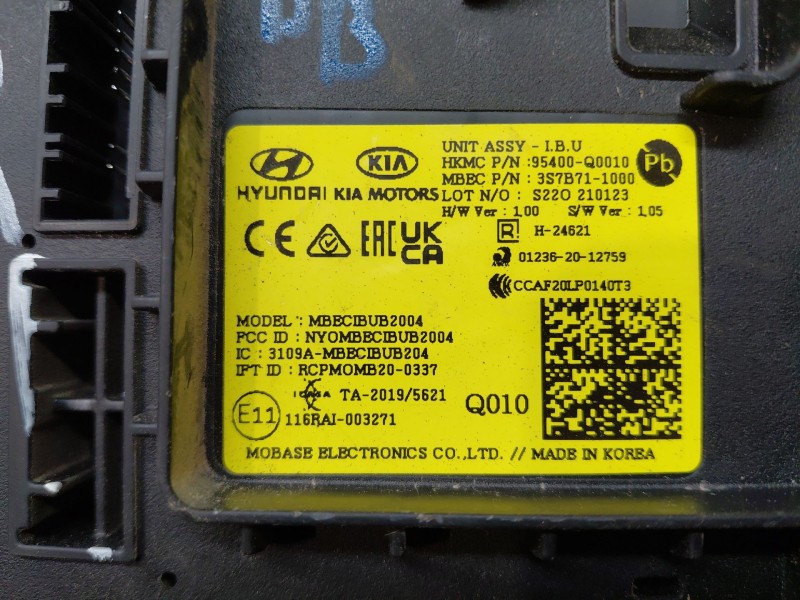 PB
UNIT ASSY - I.B.U
HKMC P/N :95400-Q0010
MBEC P/N : 3S7B71-1000
LOT N/O : S22O 210123
H/W Ver : 1.00 S/W Ver : 1.05
Pb
HYUNDAI KIA MOTORS
KIA
CE EAC UK CA
R H-24621
01236-20-12759
CCAF20LP0140T3
MODEL : MBECIBUB2004
FCC ID : NYOMBECIBUB2004
IC : 3109A-MBECIBUB204
IFT ID : RCPMOMB20-0337
ICASA TA-2019/5621
E11 116RAI-003271
Q010
MOBASE ELECTRONICS CO.,LTD. // MADE IN KOREA